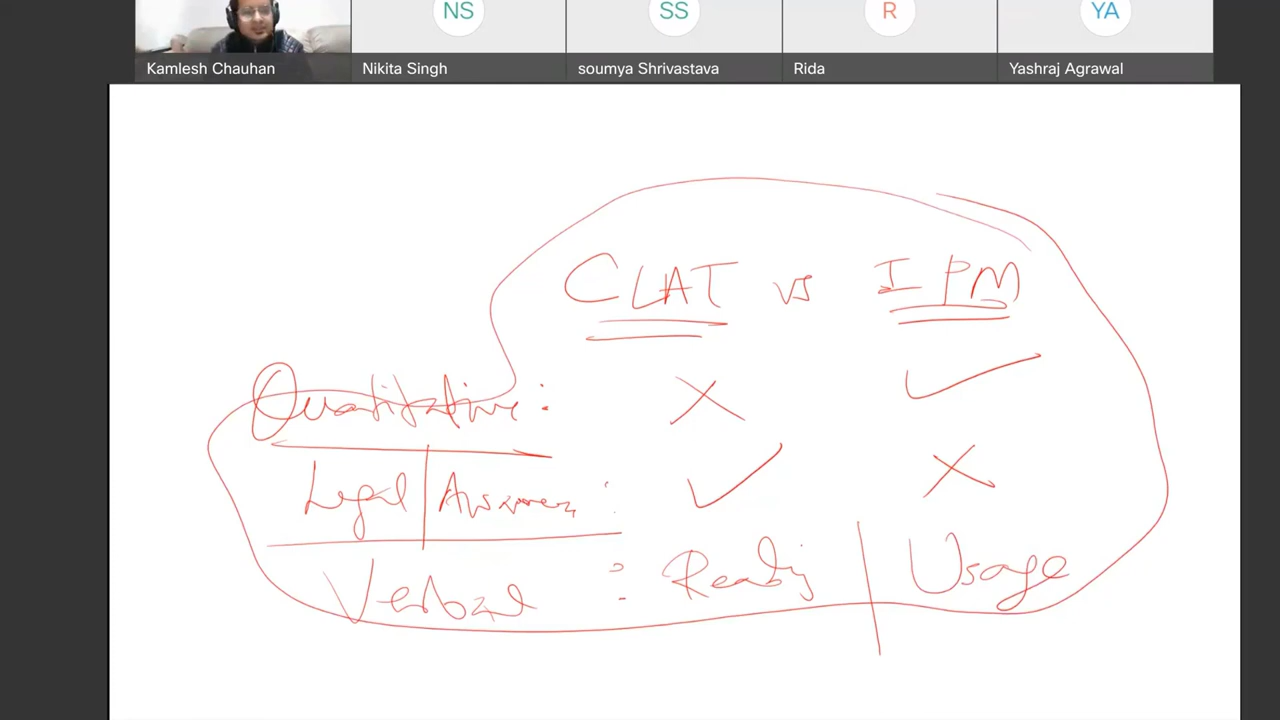 NS SS R YA
Kamlesh Chauhan Nikita Singh soumya Shrivastava Rida Yashraj Agrawal
CLAT vs IPM
Quantitative :
Legal Awarnes :
Verbal : Reading Usage